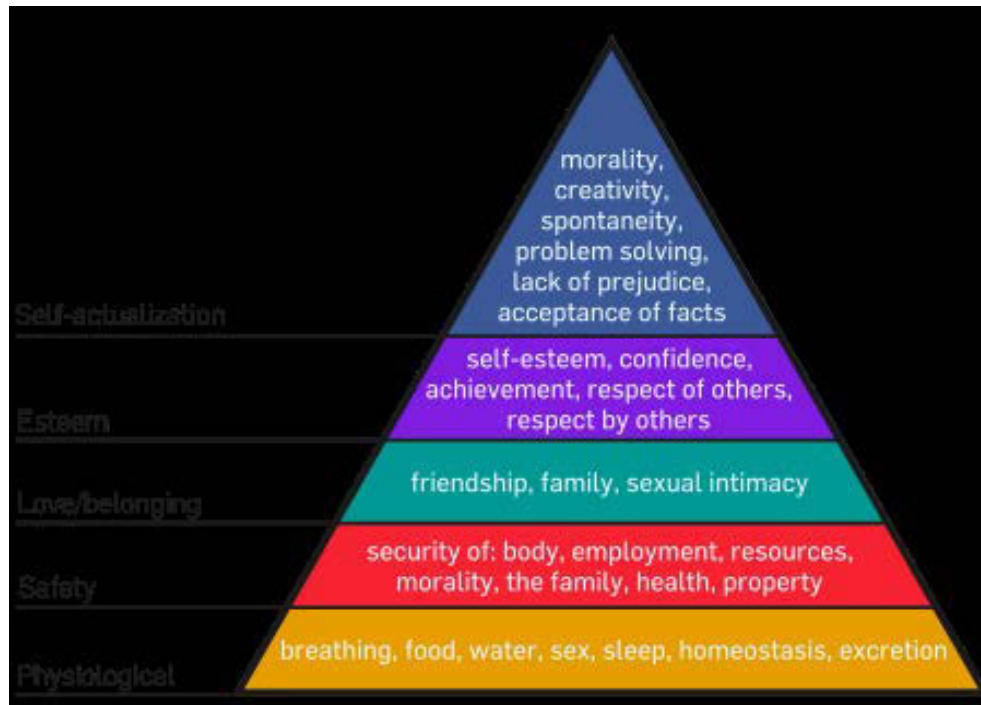 morality,
creativity,
spontaneity,
problem solving,
lack of prejudice,
acceptance of facts
Self-actualization
self-esteem, confidence,
achievement, respect of others,
respect by others
Esteem
friendship, family, sexual intimacy
Love/belonging
security of: body, employment, resources,
morality, the family, health, property
Safety
breathing, food, water, sex, sleep, homeostasis, excretion
Physiological